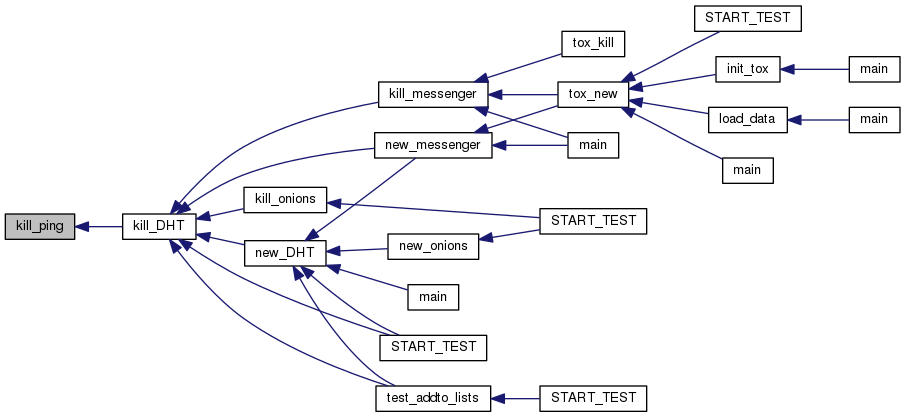 START_TEST
tox_kill
init_tox
main
kill_messenger
tox_new
load_data
main
new_messenger
main
main
kill_onions
kill_ping
kill_DHT
START_TEST
new_DHT
new_onions
main
START_TEST
test_addto_lists
START_TEST